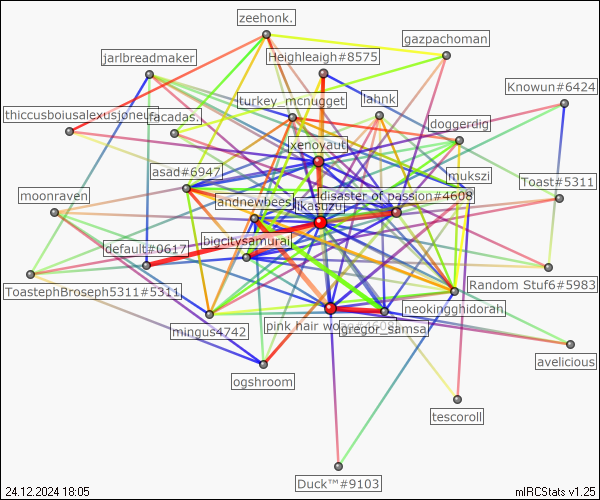 zeehonk.
gazpachoman
jarlbreadmaker
Heighleaigh#8575
Knowun#6424
turkey_mcnugget
lahnk
thiccusboiusalexusjoneu
facadas.
doggerdig
xenoyaut
asad#6947
mukszi
Toast#5311
moonraven
andnewbees
disaster of passion#4608
likasuzu
default#0617
bigcitysamurai
ToastephBroseph5311#5311
Random Stuf6#5983
neokingghidorah
mingus4742
pink hair wo
gregor_samsa
avelicious
ogshroom
tescoroll
Duck™#9103
24.12.2024 18:05
mIRCStats v1.25